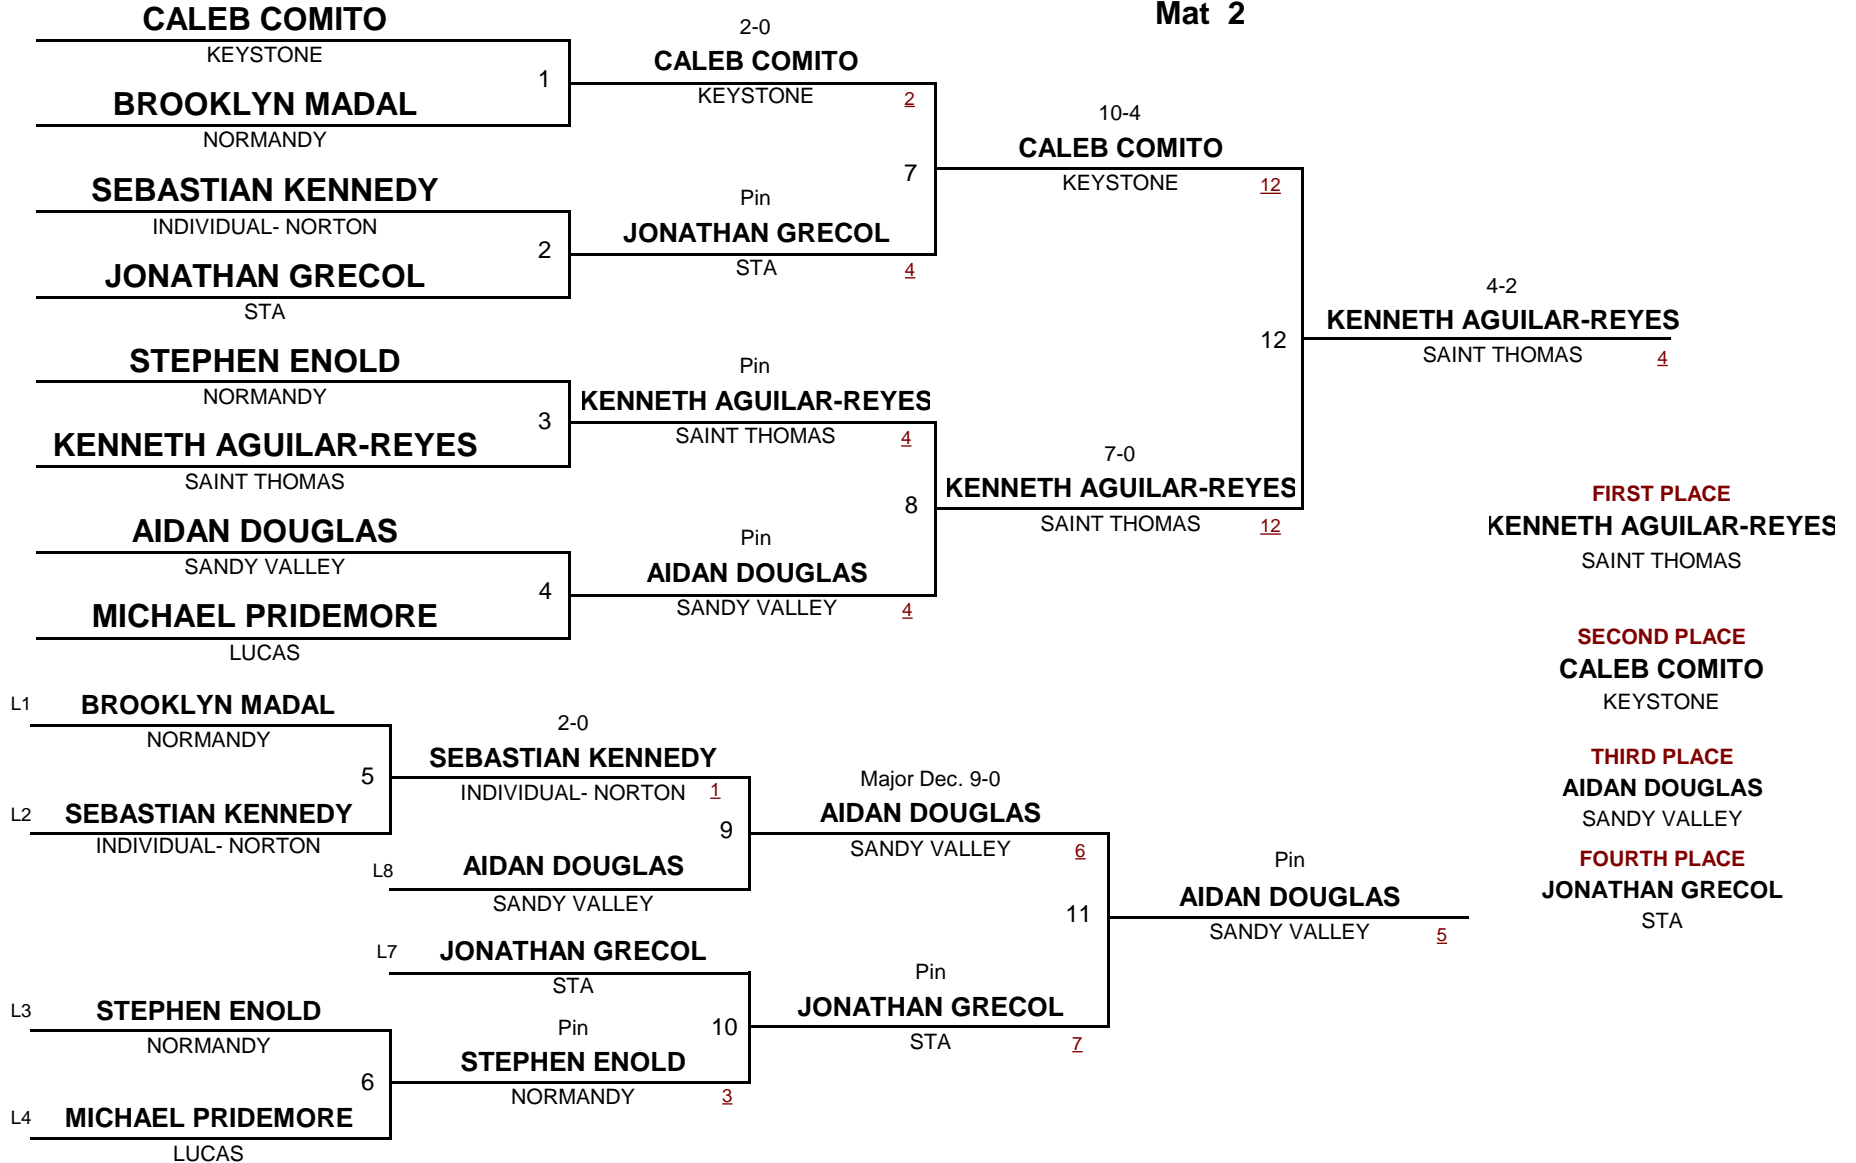 Mat 2
CALEB COMITO
KEYSTONE
1
BROOKLYN MADAL
NORMANDY
SEBASTIAN KENNEDY
INDIVIDUAL- NORTON
2
JONATHAN GRECOL
STA
STEPHEN ENOLD
NORMANDY
3
KENNETH AGUILAR-REYES
SAINT THOMAS
AIDAN DOUGLAS
SANDY VALLEY
4
MICHAEL PRIDEMORE
LUCAS
2-0
CALEB COMITO
KEYSTONE 2
7
Pin
JONATHAN GRECOL
STA 4
Pin
KENNETH AGUILAR-REYES
SAINT THOMAS 4
8
Pin
AIDAN DOUGLAS
SANDY VALLEY 4
10-4
CALEB COMITO
KEYSTONE 12
12
7-0
KENNETH AGUILAR-REYES
SAINT THOMAS 12
4-2
KENNETH AGUILAR-REYES
SAINT THOMAS 4
FIRST PLACE
KENNETH AGUILAR-REYES
SAINT THOMAS
SECOND PLACE
CALEB COMITO
KEYSTONE
THIRD PLACE
AIDAN DOUGLAS
SANDY VALLEY
FOURTH PLACE
JONATHAN GRECOL
STA
L1 BROOKLYN MADAL
NORMANDY
5
L2 SEBASTIAN KENNEDY
INDIVIDUAL- NORTON
L3 STEPHEN ENOLD
NORMANDY
6
L4 MICHAEL PRIDEMORE
LUCAS
2-0
SEBASTIAN KENNEDY
INDIVIDUAL- NORTON 1
9
L8 AIDAN DOUGLAS
SANDY VALLEY
L7 JONATHAN GRECOL
STA
Pin 10
STEPHEN ENOLD
NORMANDY 3
Major Dec. 9-0
AIDAN DOUGLAS
SANDY VALLEY 6
11
Pin
JONATHAN GRECOL
STA 7
Pin
AIDAN DOUGLAS
SANDY VALLEY 5